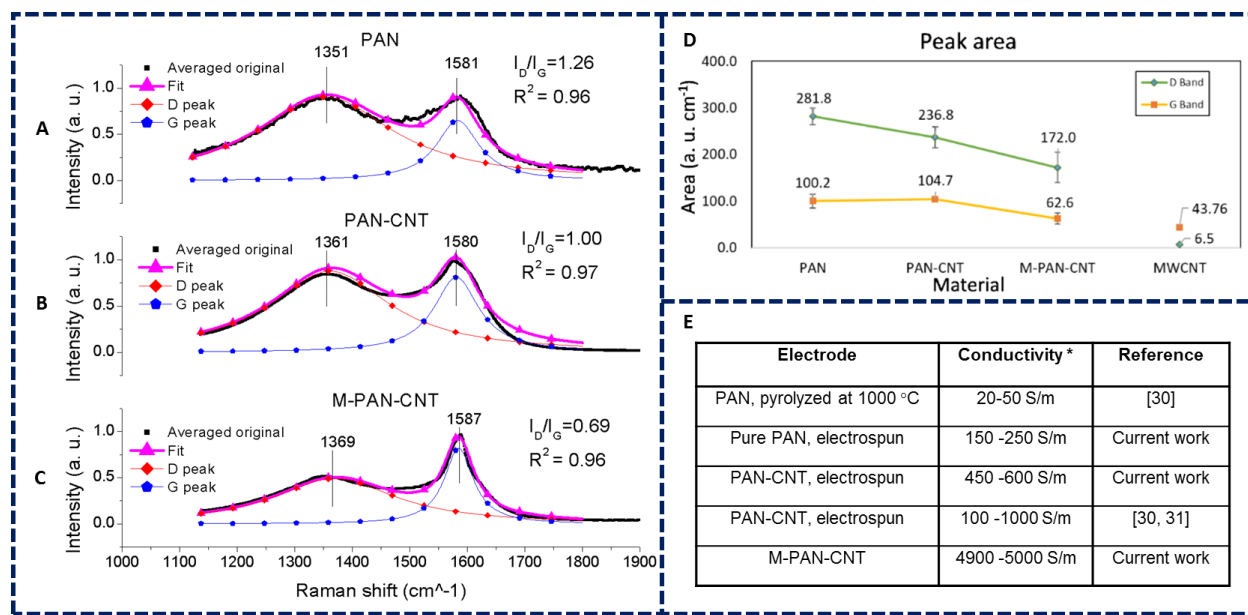 A
PAN
Intensity (a. u.)
1.0
0.5
0.0
Averaged original
Fit
D peak
G peak
1351
1581
I_D/I_G=1.26
R² = 0.96
B
PAN-CNT
Intensity (a. u.)
1.0
0.5
0.0
Averaged original
Fit
D peak
G peak
1361
1580
I_D/I_G=1.00
R² = 0.97
C
M-PAN-CNT
Intensity (a. u.)
1.0
0.5
0.0
Averaged original
Fit
D peak
G peak
1369
1587
I_D/I_G=0.69
R² = 0.96
1000 1100 1200 1300 1400 1500 1600 1700 1800 1900
Raman shift (cm^-1)
D
Peak area
Area (a. u. cm⁻¹)
400.0
300.0
200.0
100.0
0.0
D Band
G Band
281.8
236.8
172.0
100.2
104.7
62.6
43.76
6.5
PAN PAN-CNT M-PAN-CNT MWCNT
Material
E
Electrode Conductivity * Reference
PAN, pyrolyzed at 1000 °C 20-50 S/m [30]
Pure PAN, electrospun 150 -250 S/m Current work
PAN-CNT, electrospun 450 -600 S/m Current work
PAN-CNT, electrospun 100 -1000 S/m [30, 31]
M-PAN-CNT 4900 -5000 S/m Current work